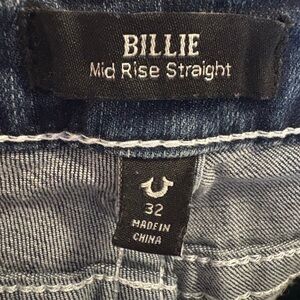 BILLIE
Mid Rise Straight
32
MADE IN
CHINA